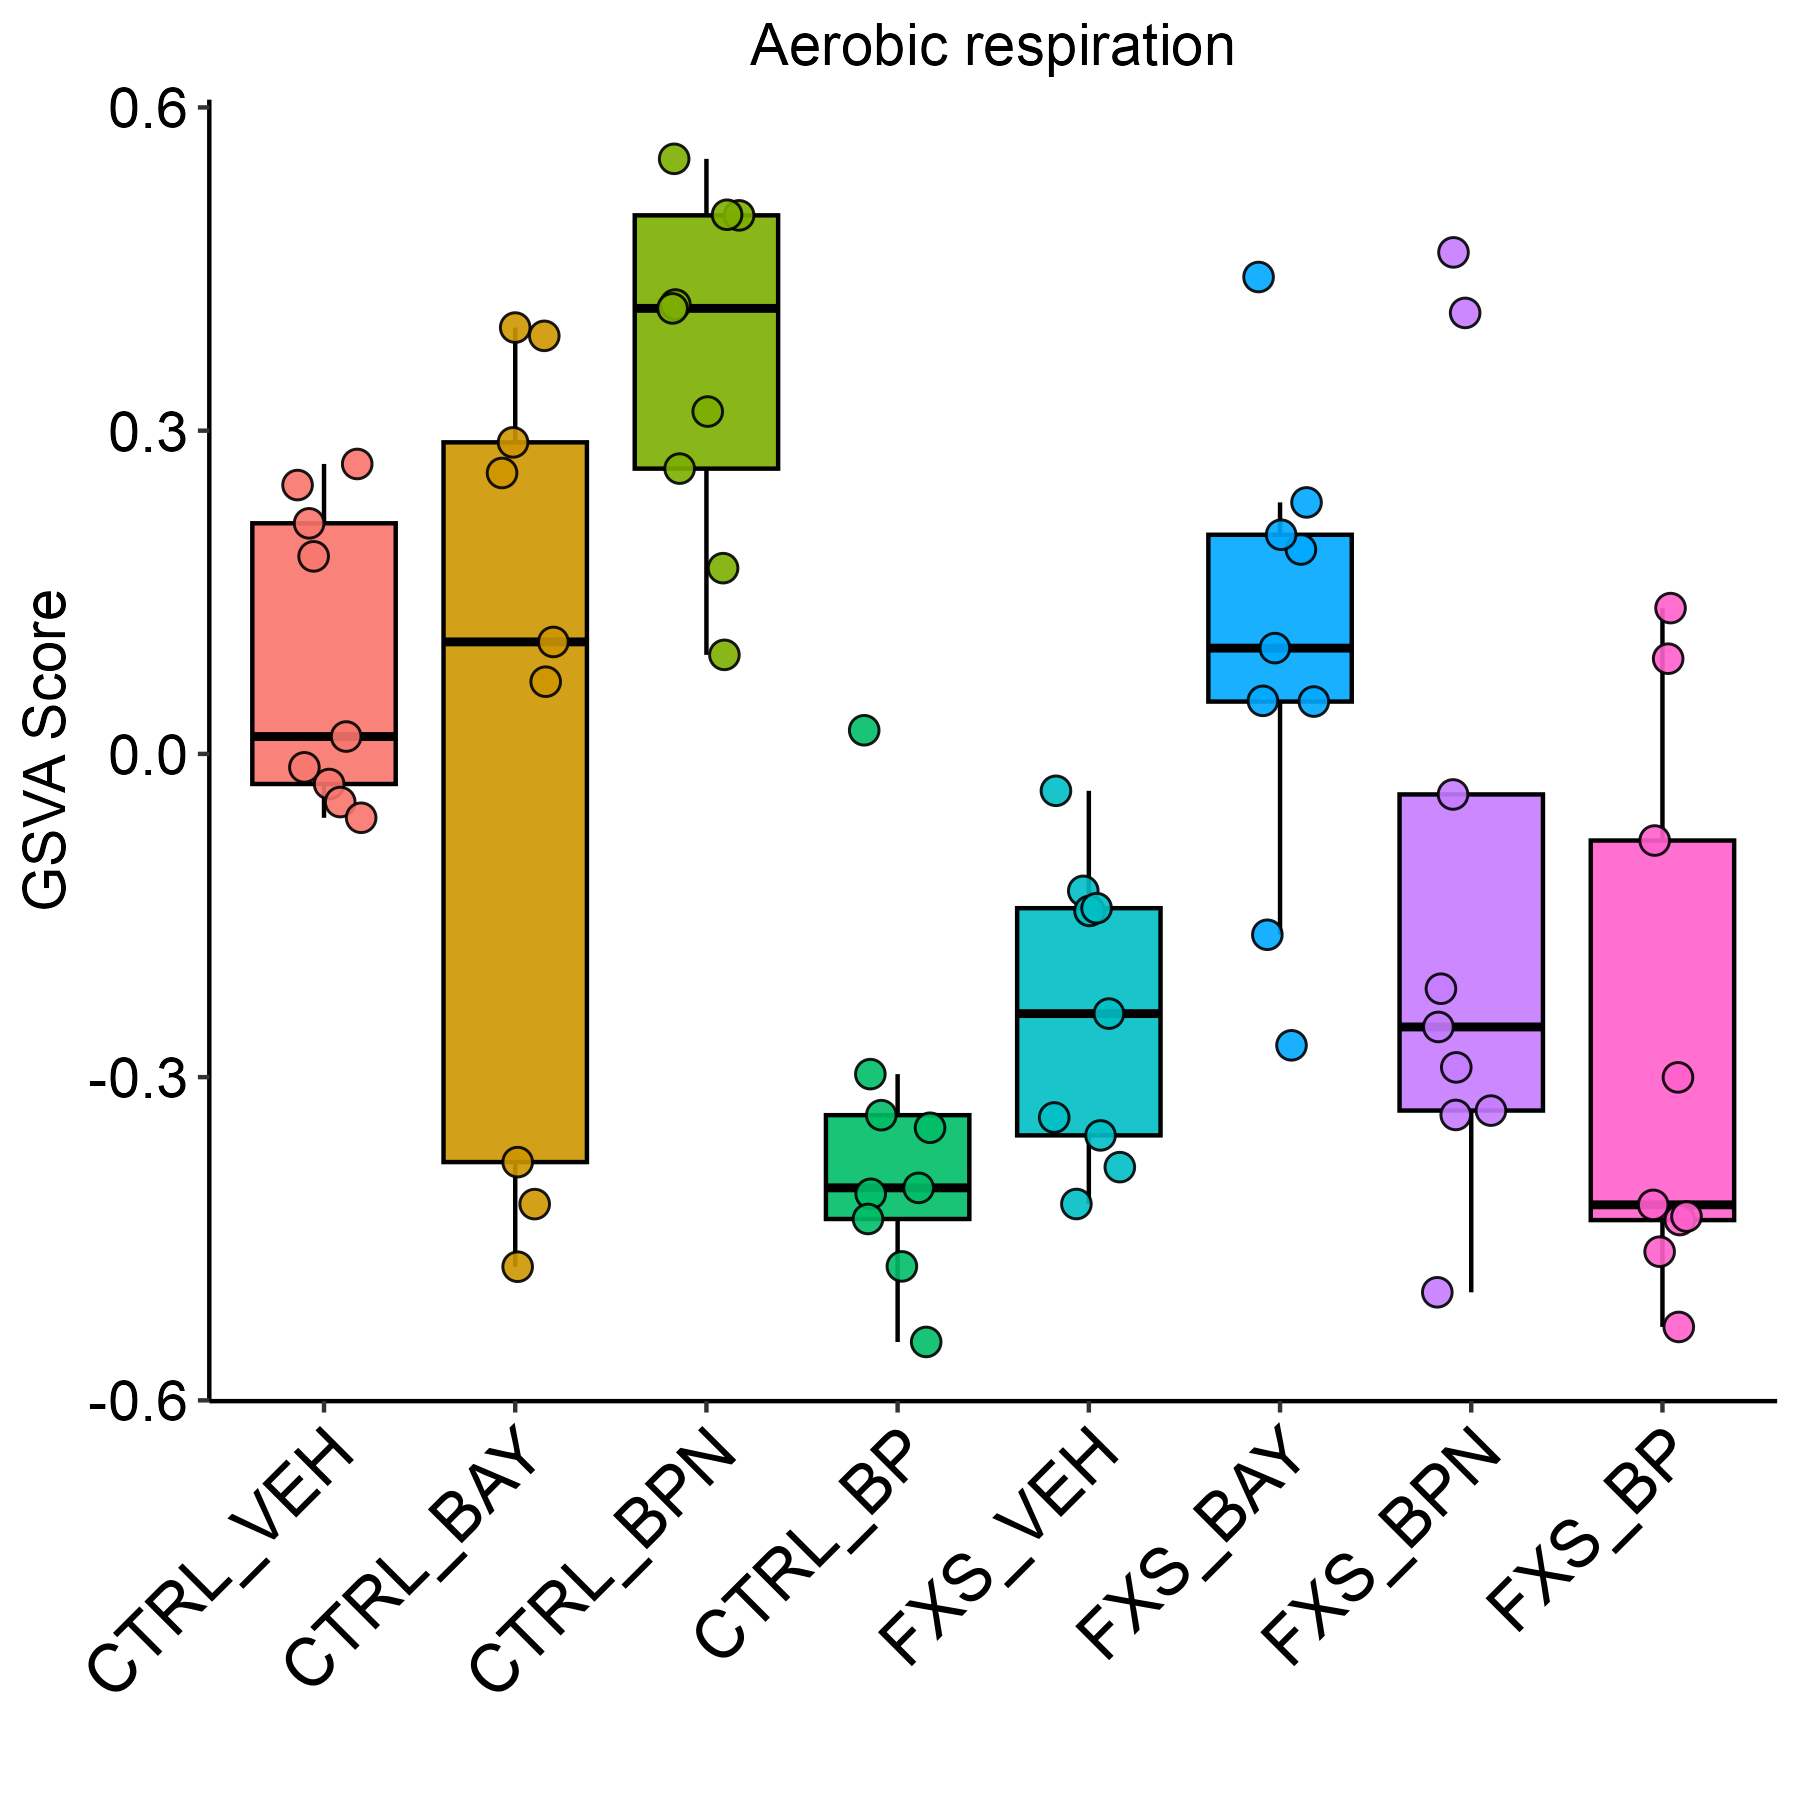 Aerobic respiration
GSVA Score
0.6
0.3
0.0
-0.3
-0.6
CTRL_VEH
CTRL_BAY
CTRL_BPN
CTRL_BP
FXS_VEH
FXS_BAY
FXS_BPN
FXS_BP